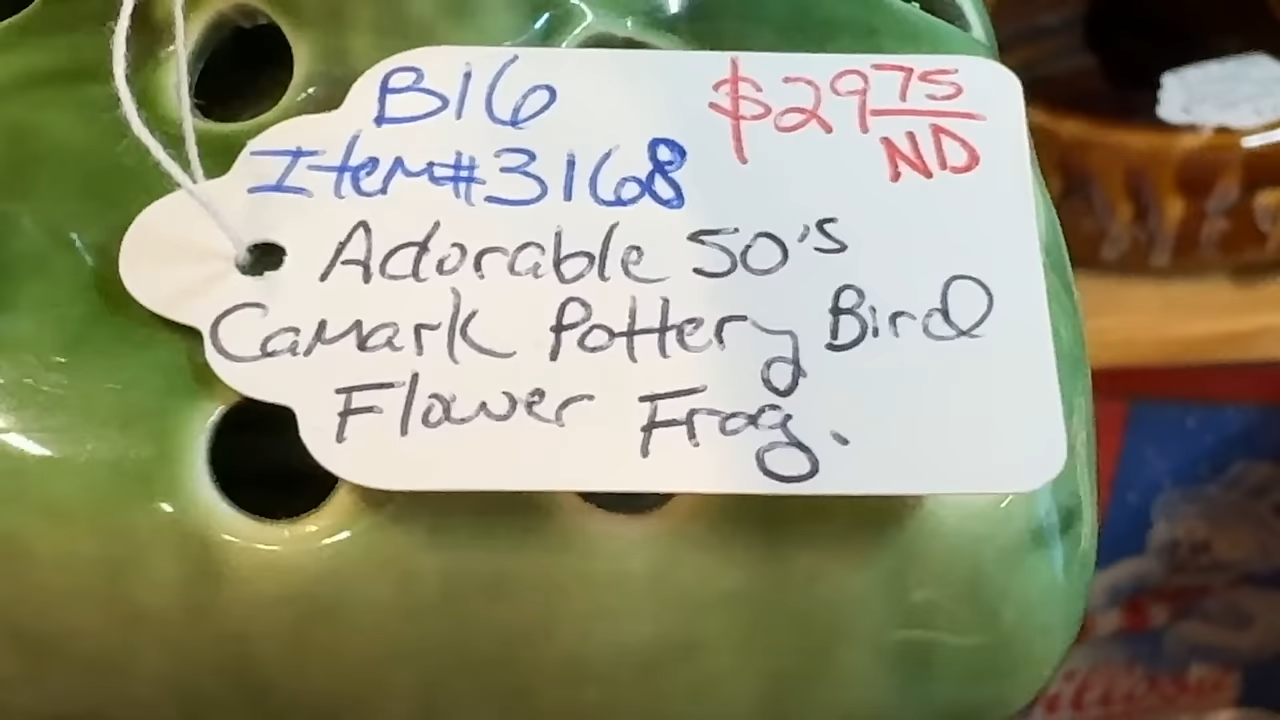 B16 $29 75
ND
Item#3168
Adorable 50's
Camark Pottery Bird
Flower Frog.